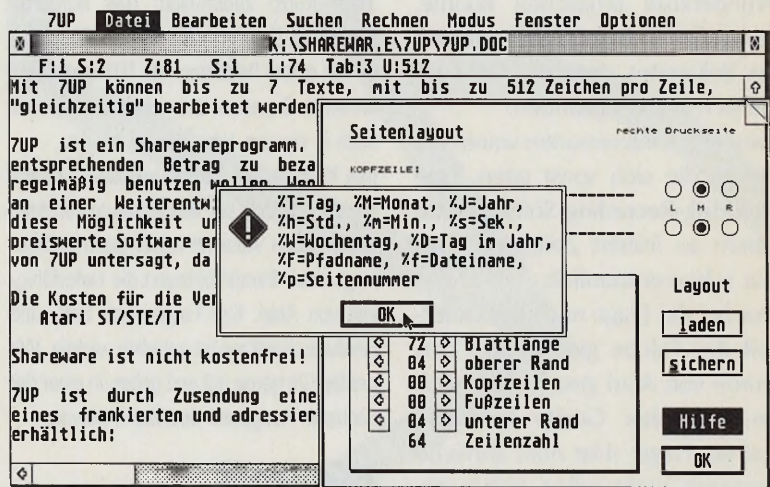 7UP Datei Bearbeiten Suchen Rechnen Modus Fenster Optionen
K:\SHAREWAR.E\7UP\7UP.DOC
F:1 S:2 Z:81 S:1 L:74 Tab:3 U:512
Mit 7UP können bis zu 7 Texte, mit bis zu 512 Zeichen pro Zeile,
"gleichzeitig" bearbeitet werden
7UP ist ein Sharewareprogramm.
entsprechenden Betrag zu beza
regelmäßig benutzen wollen.
an einer Weiterentw
diese Möglichkeit
preiswerte Software er
von 7UP untersagt, da
Die Kosten für die Ver
Atari ST/STE/TT
Shareware ist nicht kostenfrei!
7UP ist durch Zusendung eine
eines frankierten und adressier
erhältlich:
Seitenlayout
rechte Druckseite
KOPFZEILE:
L M R
%T=Tag, %M=Monat, %J=Jahr,
%h=Std., %m=Min., %s=Sek.,
%W=Wochentag, %D=Tag im Jahr,
%F=Pfadname, %f=Dateiname,
%p=Seitennummer
OK
72 Blattlänge
04 oberer Rand
00 Kopfzeilen
00 Fußzeilen
04 unterer Rand
64 Zeilenzahl
Layout
laden
sichern
Hilfe
OK